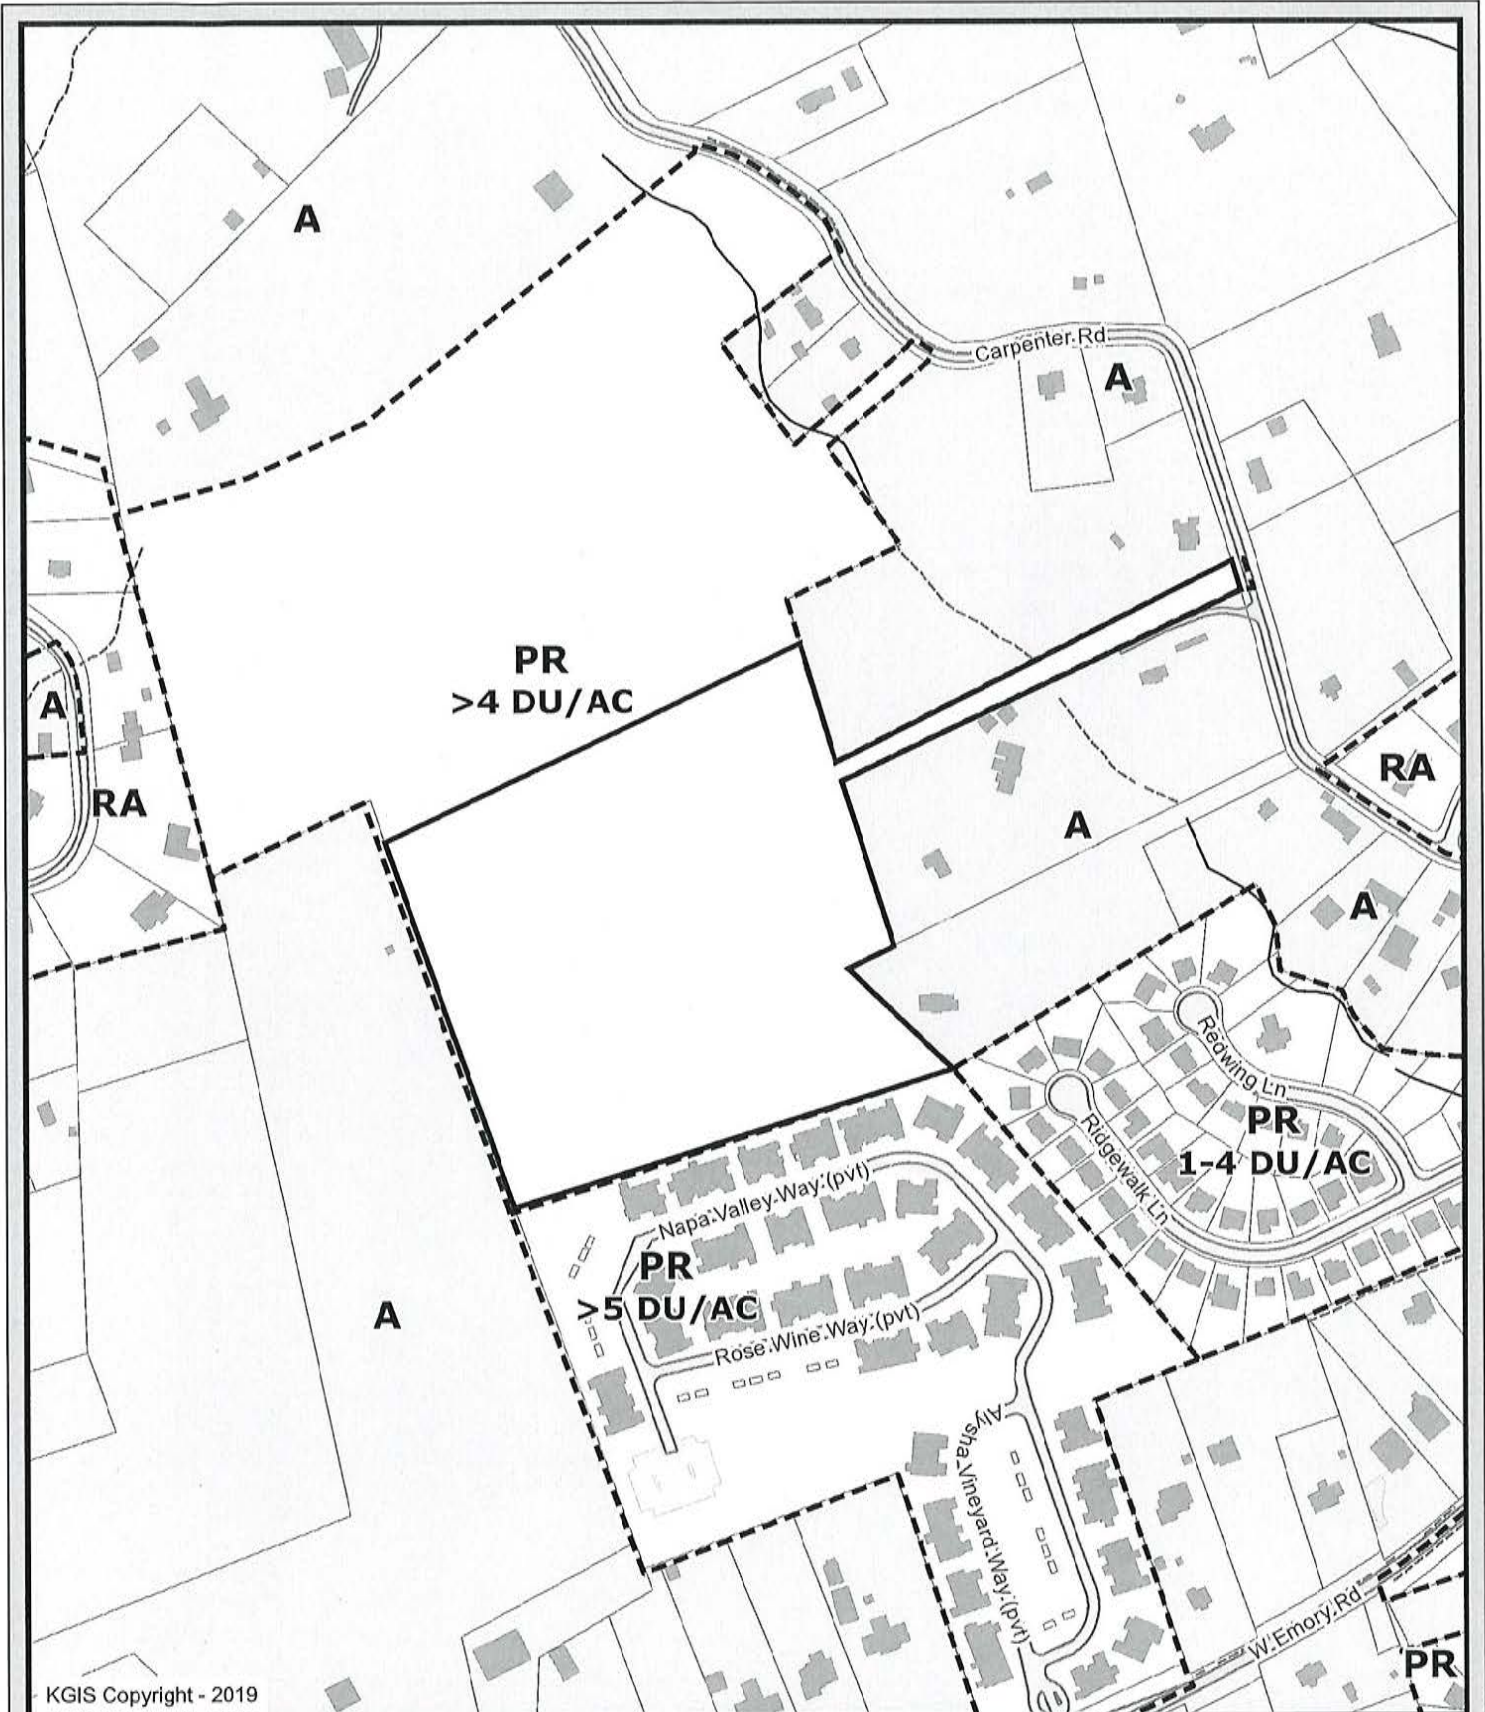 A
Carpenter Rd
A
PR
>4 DU/AC
A
RA
RA
A
A
Redwing Ln
PR
1-4 DU/AC
Ridgewalk Ln
Napa Valley Way (pvt)
PR
>5 DU/AC
A
Rose Wine Way (pvt)
Alysha Vineyard Way (pvt)
W Emory Rd
PR
KGIS Copyright - 2019